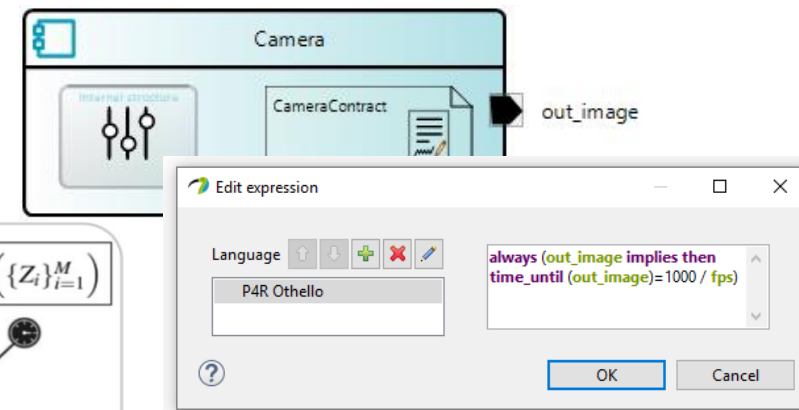 Camera
Internal structure
CameraContract
out_image
Edit expression
Language
always (out_image implies then
time_until (out_image)=1000 / fps)
P4R Othello
({Z_i}_{i=1}^M)
?
OK
Cancel